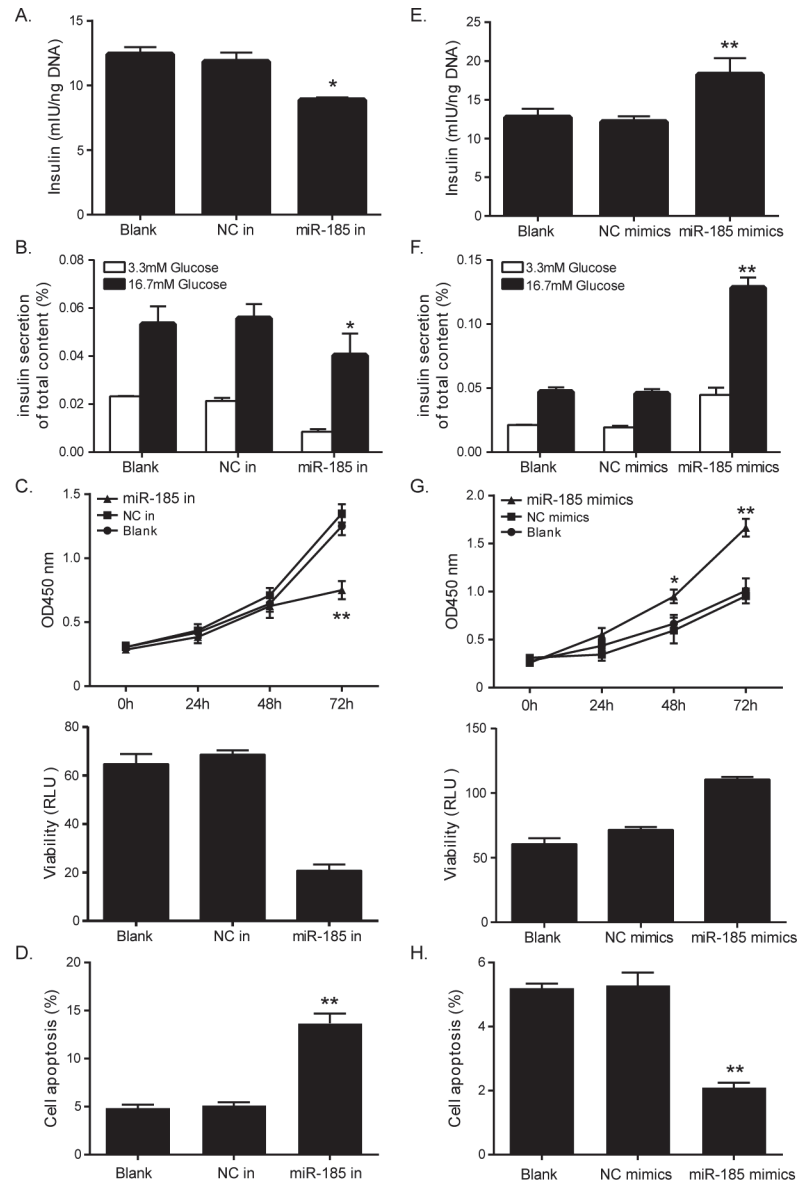 A.
Insulin (mIU/ng DNA)
15
10
5
0
*
Blank
NC in
miR-185 in
E.
Insulin (mIU/ng DNA)
25
20
15
10
5
0
**
Blank
NC mimics
miR-185 mimics
B.
insulin secretion
of total content (%)
0.08
0.06
0.04
0.02
0.00
3.3mM Glucose
16.7mM Glucose
*
Blank
NC in
miR-185 in
F.
insulin secretion
of total content (%)
0.15
0.10
0.05
0.00
3.3mM Glucose
16.7mM Glucose
**
Blank
NC mimics
miR-185 mimics
C.
OD450 nm
1.5
1.0
0.5
0
miR-185 in
NC in
Blank
**
0h
24h
48h
72h
Viability (RLU )
80
60
40
20
0
Blank
NC in
miR-185 in
G.
OD450 nm
2.0
1.5
1.0
0.5
0
miR-185 mimics
NC mimics
Blank
*
**
0h
24h
48h
72h
Viability (RLU )
150
100
50
0
Blank
NC mimics
miR-185 mimics
D.
Cell apoptosis (%)
20
15
10
5
0
**
Blank
NC in
miR-185 in
H.
Cell apoptosis (%)
6
4
2
0
**
Blank
NC mimics
miR-185 mimics